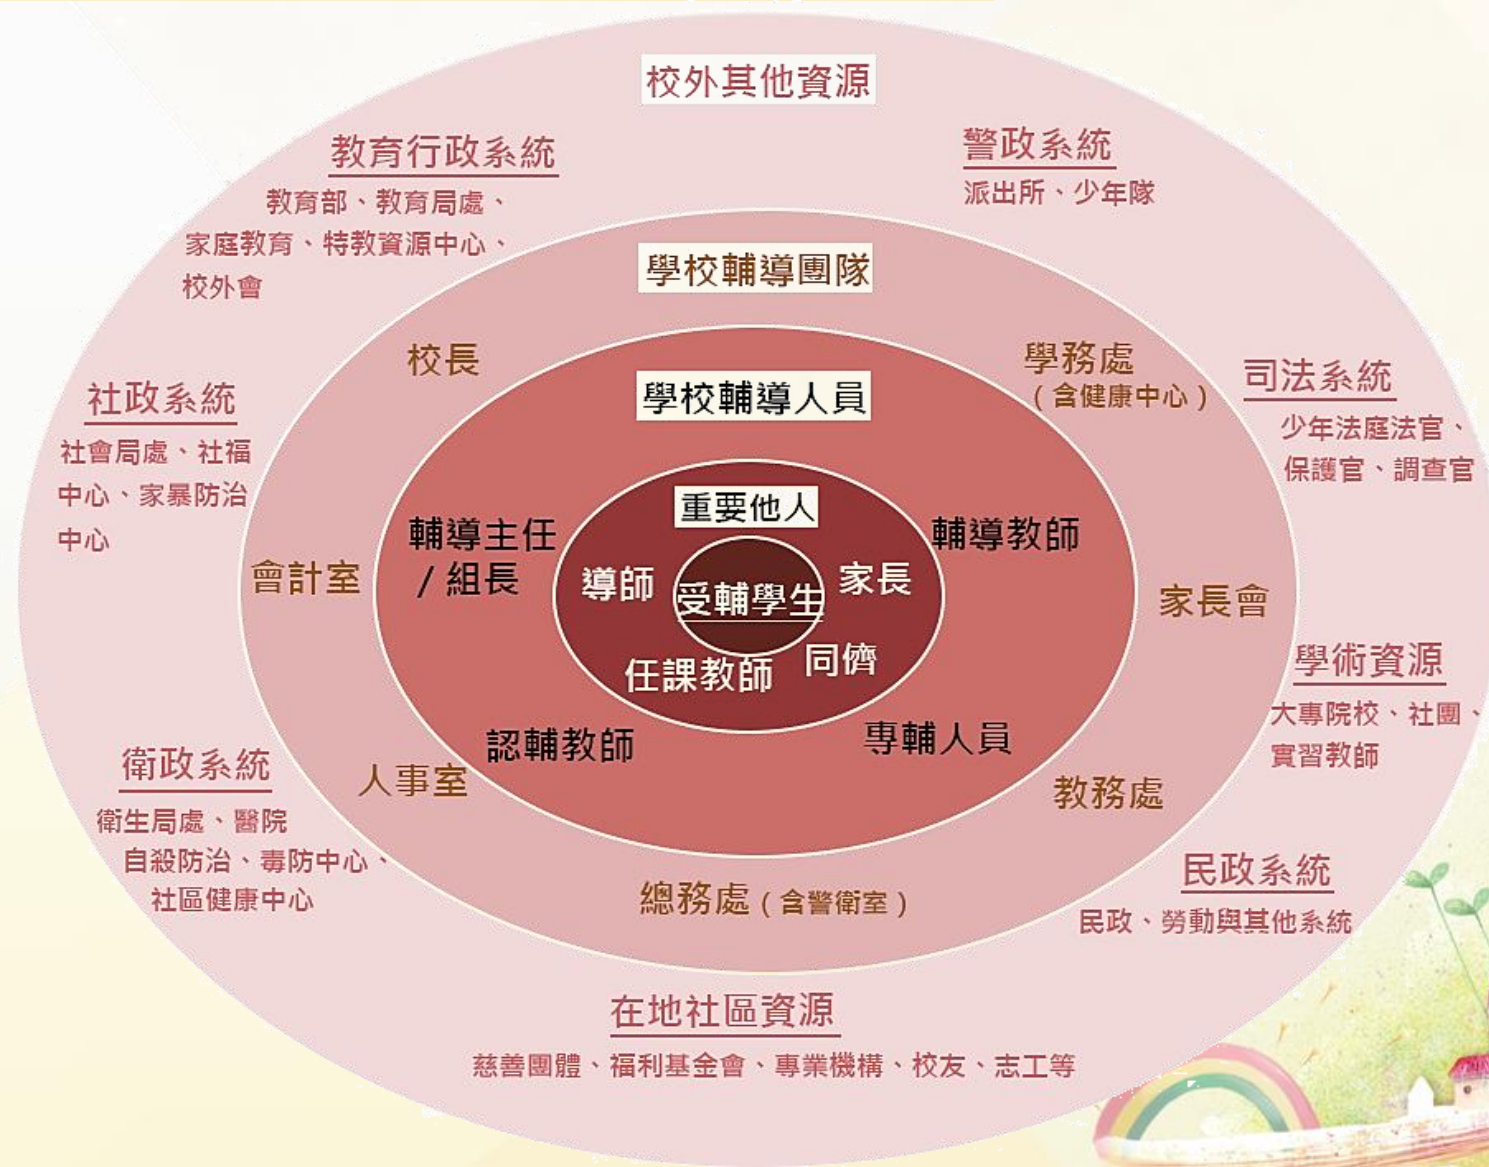 校外其他資源
教育行政系統
教育部、教育局處、
家庭教育、特教資源中心、
校外會
警政系統
派出所、少年隊
學校輔導團隊
校長
學務處
(含健康中心)
社政系統
社會局處、社福
中心、家暴防治
中心
司法系統
少年法庭法官、
保護官、調查官
學校輔導人員
重要他人
輔導主任
/ 組長
輔導教師
會計室
導師
受輔學生
家長
家長會
任課教師
同儕
學術資源
大專院校、社團、
實習教師
認輔教師
專輔人員
衛政系統
衛生局處、醫院
自殺防治、毒防中心、
社區健康中心
人事室
教務處
總務處(含警衛室)
民政系統
民政、勞動與其他系統
在地社區資源
慈善團體、福利基金會、專業機構、校友、志工等